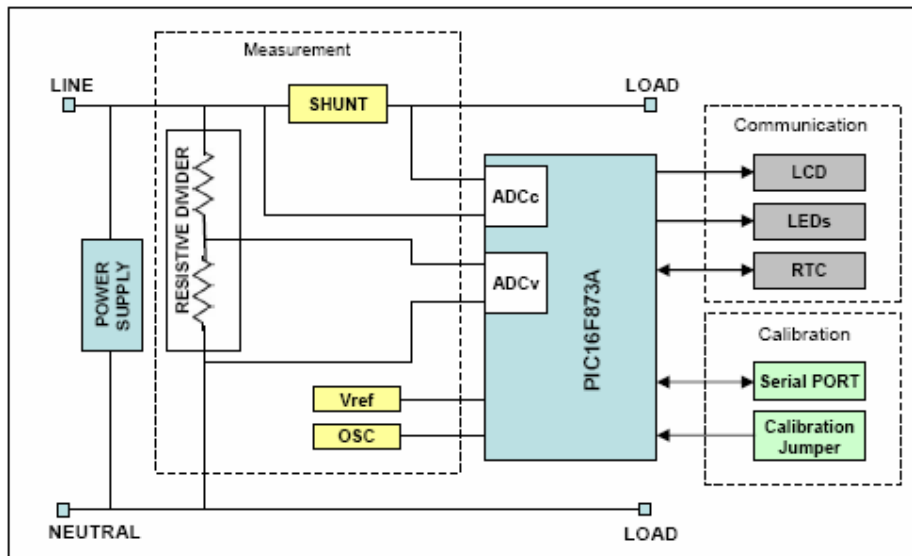 Measurement
LINE
SHUNT
LOAD
Communication
LCD
LEDs
RTC
RESISTIVE DIVIDER
ADCc
ADCv
PIC16F873A
POWER
SUPPLY
Calibration
Serial PORT
Calibration
Jumper
Vref
OSC
NEUTRAL
LOAD